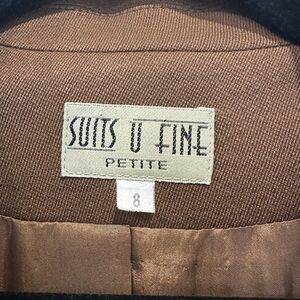 SUITS U FINE
PETITE
8